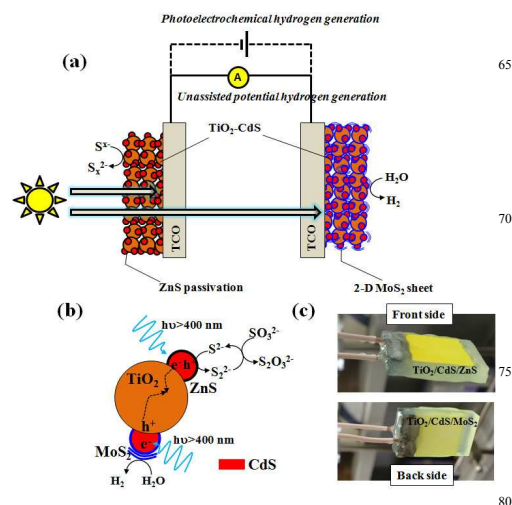 Photoelectrochemical hydrogen generation
(a)
A
Unassisted potential hydrogen generation
TiO₂-CdS
Sˣ⁻
Sₓ²⁻
TCO
TCO
H₂O
H₂
ZnS passivation
2-D MoS₂ sheet
65
70
(b)
hυ>400 nm
e⁻ h⁺
S²⁻
S₂²⁻
SO₃²⁻
S₂O₃²⁻
ZnS
TiO₂
h⁺
e⁻
MoS₂
hυ>400 nm
H₂
H₂O
CdS
(c)
Front side
TiO₂/CdS/ZnS
TiO₂/CdS/MoS₂
Back side
75
80